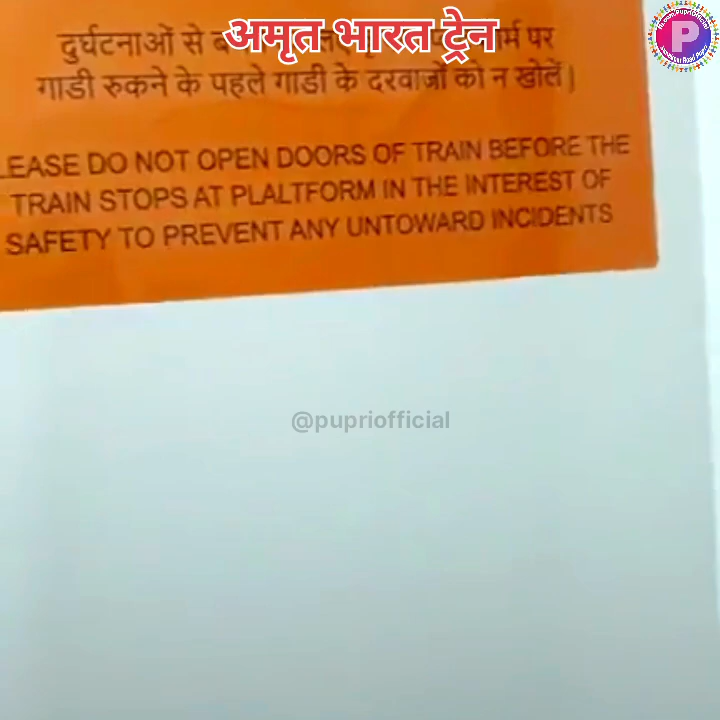 अमृत भारत ट्रेन
दुर्घटनाओं से पर
गाडी रुकने के पहले गाडी के दरवाजों को न खोलें |
LEASE DO NOT OPEN DOORS OF TRAIN BEFORE THE
TRAIN STOPS AT PLALTFORM IN THE INTEREST OF
SAFETY TO PREVENT ANY UNTOWARD INCIDENTS
@pupriofficial
P